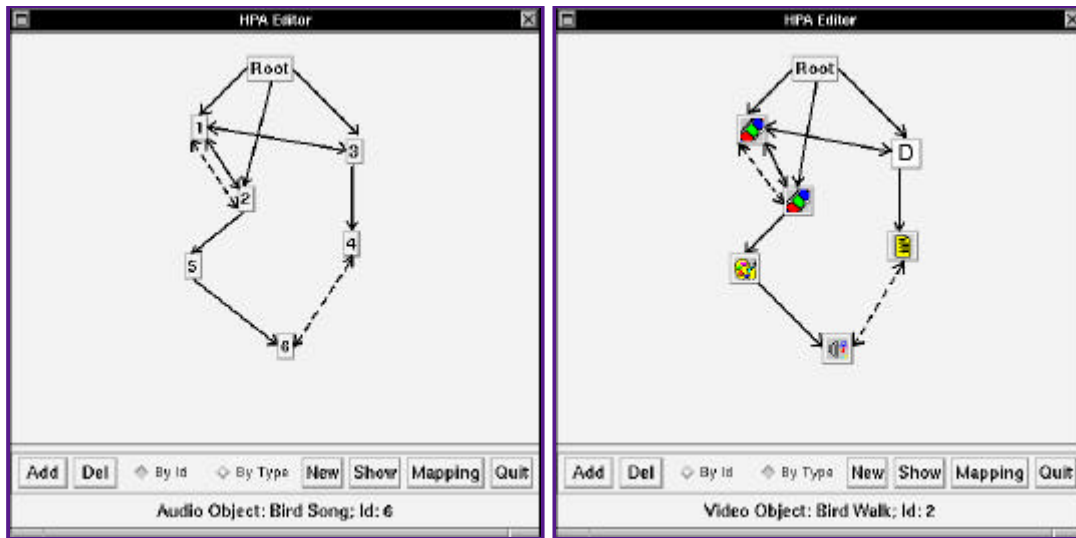 HPA Editor
Root
1
3
2
4
5
6
Add Del By Id By Type New Show Mapping Quit
Audio Object: Bird Song; Id: 6
HPA Editor
Root
D
Add Del By Id By Type New Show Mapping Quit
Video Object: Bird Walk; Id: 2